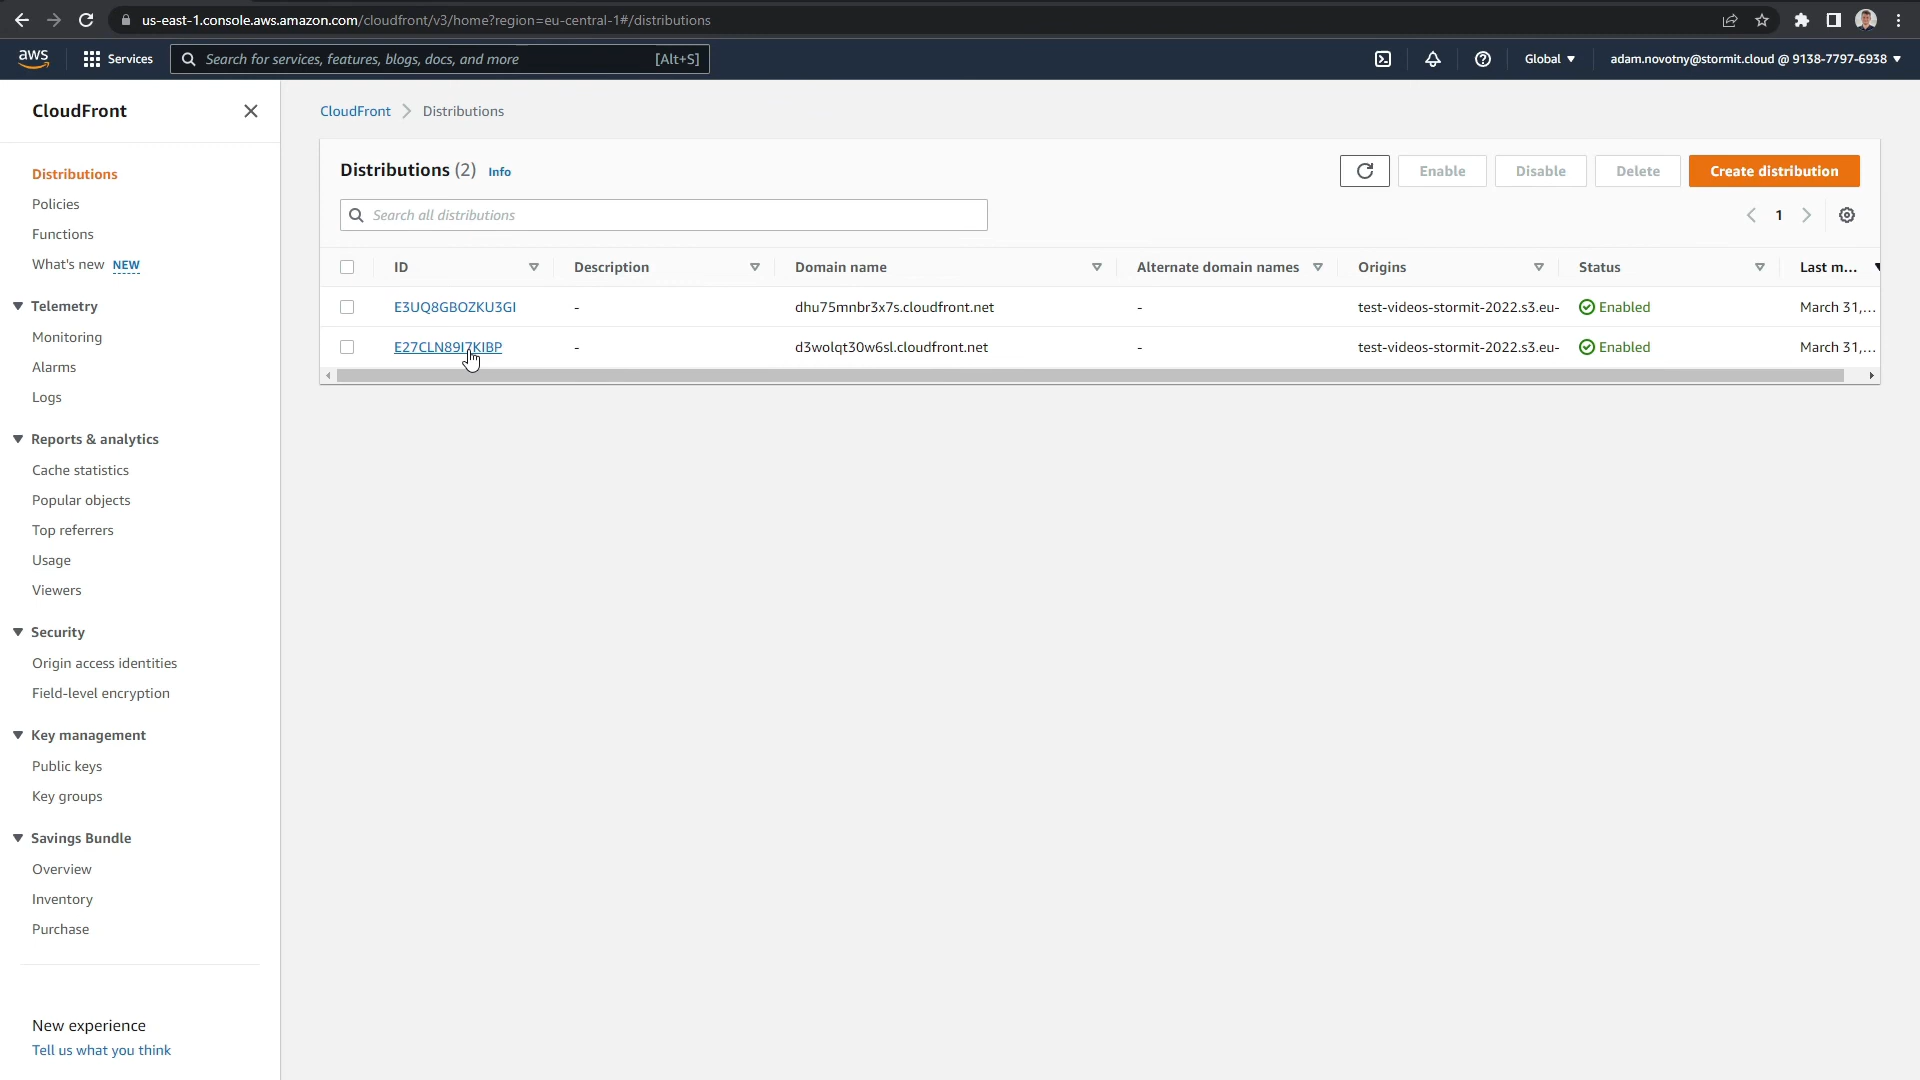 us-east-1.console.aws.amazon.com/cloudfront/v3/home?region=eu-central-1#/distributions
aws
Services
Search for services, features, blogs, docs, and more
[Alt+S]
Global
adam.novotny@stormit.cloud @ 9138-7797-6938
CloudFront
Distributions
Policies
Functions
What's new NEW
Telemetry
Monitoring
Alarms
Logs
Reports & analytics
Cache statistics
Popular objects
Top referrers
Usage
Viewers
Security
Origin access identities
Field-level encryption
Key management
Public keys
Key groups
Savings Bundle
Overview
Inventory
Purchase
New experience
Tell us what you think
CloudFront
Distributions
Distributions (2) Info
Enable
Disable
Delete
Create distribution
Search all distributions
1
ID Description Domain name Alternate domain names Origins Status Last m...
E3UQ8GBOZKU3GI - dhu75mnbr3x7s.cloudfront.net - test-videos-stormit-2022.s3.eu- Enabled March 31,...
E27CLN89I7KIBP - d3wolqt30w6sl.cloudfront.net - test-videos-stormit-2022.s3.eu- Enabled March 31,...